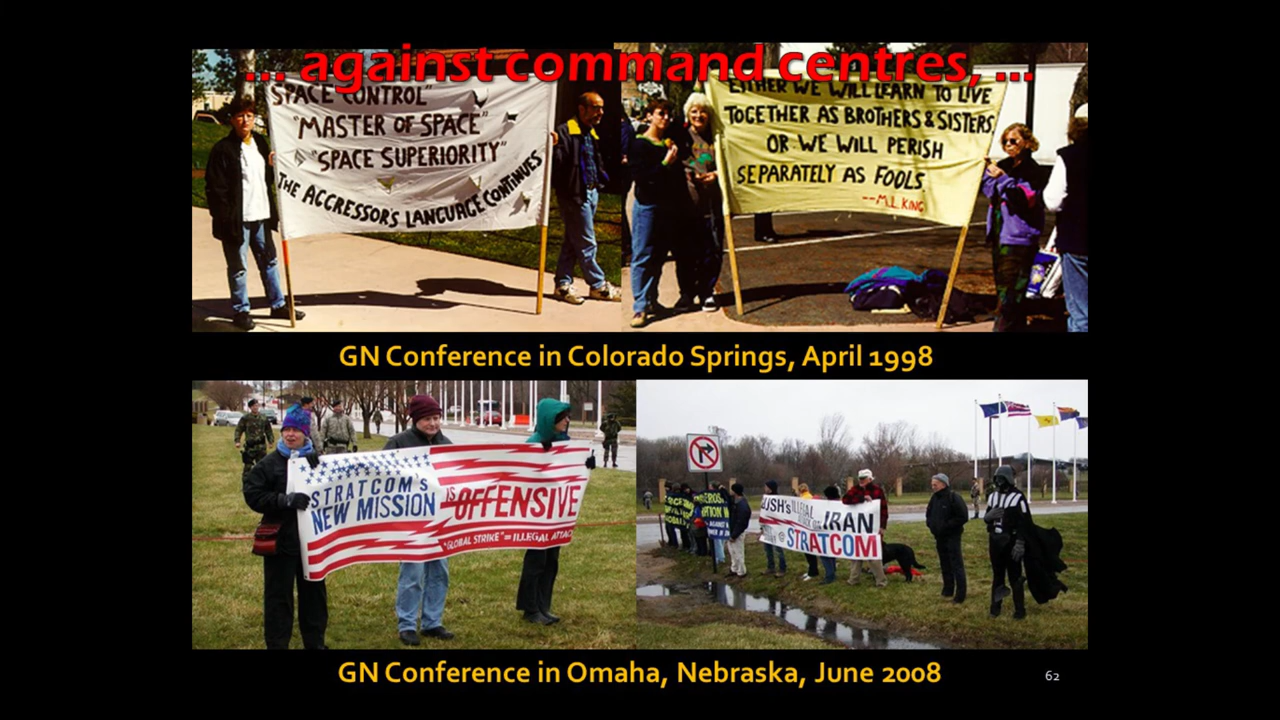 ... against command centres, ...
SPACE CONTROL"
"MASTER OF SPACE"
"SPACE SUPERIORITY"
THE AGGRESSOR'S LANGUAGE CONTINUES
EITHER WE WILL LEARN TO LIVE
TOGETHER AS BROTHERS & SISTERS,
OR WE WILL PERISH
SEPARATELY AS FOOLS
--M.L. KING
GN Conference in Colorado Springs, April 1998
STRATCOM'S
NEW MISSION
IS OFFENSIVE
"GLOBAL STRIKE" = ILLEGAL ATTACK
BUSH'S ILLEGAL
IRAN
@ STRATCOM
GN Conference in Omaha, Nebraska, June 2008
62